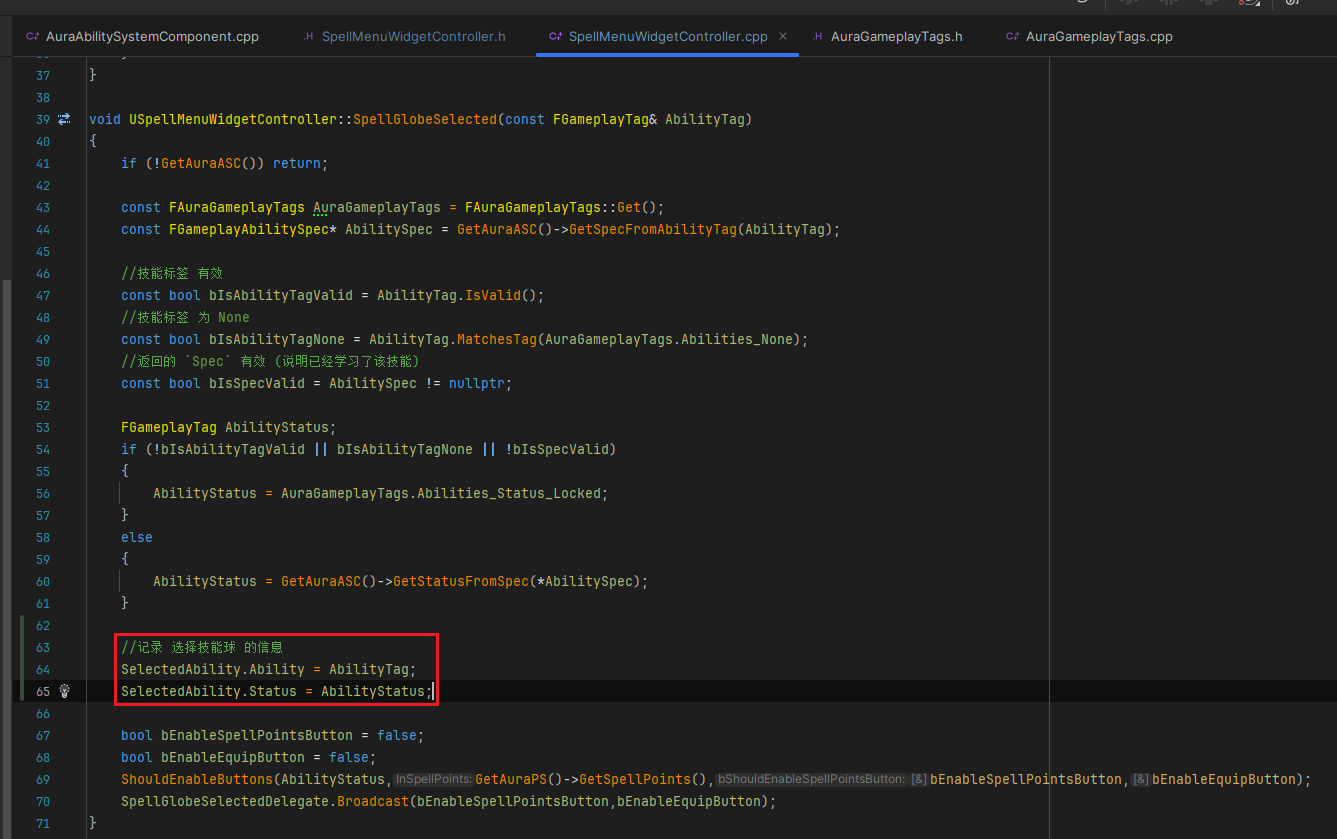 AuraAbilitySystemComponent.cpp SpellMenuWidgetController.h SpellMenuWidgetController.cpp AuraGameplayTags.h AuraGameplayTags.cpp
37 }
38
39 void USpellMenuWidgetController::SpellGlobeSelected(const FGameplayTag& AbilityTag)
40 {
41 if (!GetAuraASC()) return;
42
43 const FAuraGameplayTags AuraGameplayTags = FAuraGameplayTags::Get();
44 const FGameplayAbilitySpec* AbilitySpec = GetAuraASC()->GetSpecFromAbilityTag(AbilityTag);
45
46 //技能标签 有效
47 const bool bIsAbilityTagValid = AbilityTag.IsValid();
48 //技能标签 为 None
49 const bool bIsAbilityTagNone = AbilityTag.MatchesTag(AuraGameplayTags.Abilities_None);
50 //返回的 `Spec` 有效 (说明已经学习了该技能)
51 const bool bIsSpecValid = AbilitySpec != nullptr;
52
53 FGameplayTag AbilityStatus;
54 if (!bIsAbilityTagValid || bIsAbilityTagNone || !bIsSpecValid)
55 {
56 AbilityStatus = AuraGameplayTags.Abilities_Status_Locked;
57 }
58 else
59 {
60 AbilityStatus = GetAuraASC()->GetStatusFromSpec(*AbilitySpec);
61 }
62
63 //记录 选择技能球 的信息
64 SelectedAbility.Ability = AbilityTag;
65 SelectedAbility.Status = AbilityStatus;
66
67 bool bEnableSpellPointsButton = false;
68 bool bEnableEquipButton = false;
69 ShouldEnableButtons(AbilityStatus, InSpellPoints: GetAuraPS()->GetSpellPoints(), bShouldEnableSpellPointsButton: [&] bEnableSpellPointsButton, [&] bEnableEquipButton);
70 SpellGlobeSelectedDelegate.Broadcast(bEnableSpellPointsButton,bEnableEquipButton);
71 }